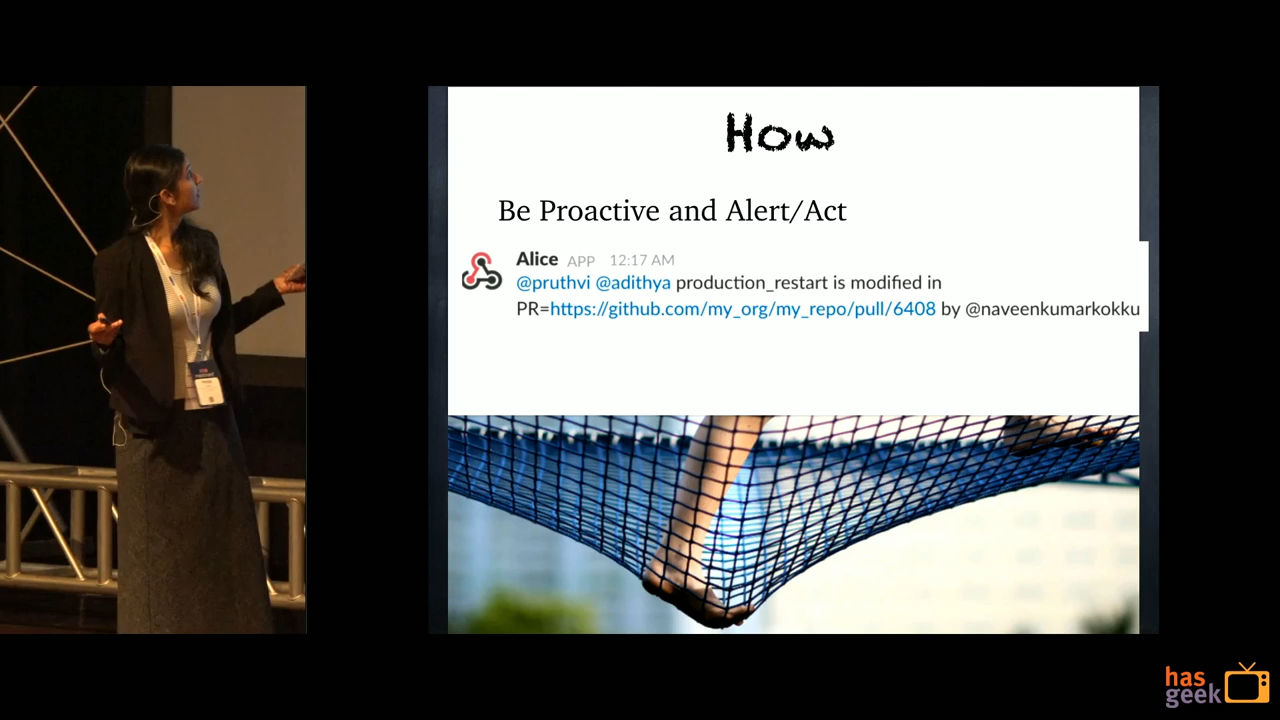 How
Be Proactive and Alert/Act
Alice APP 12:17 AM
@pruthvi @adithya production_restart is modified in
PR=https://github.com/my_org/my_repo/pull/6408 by @naveenkumarkokku
has
geek